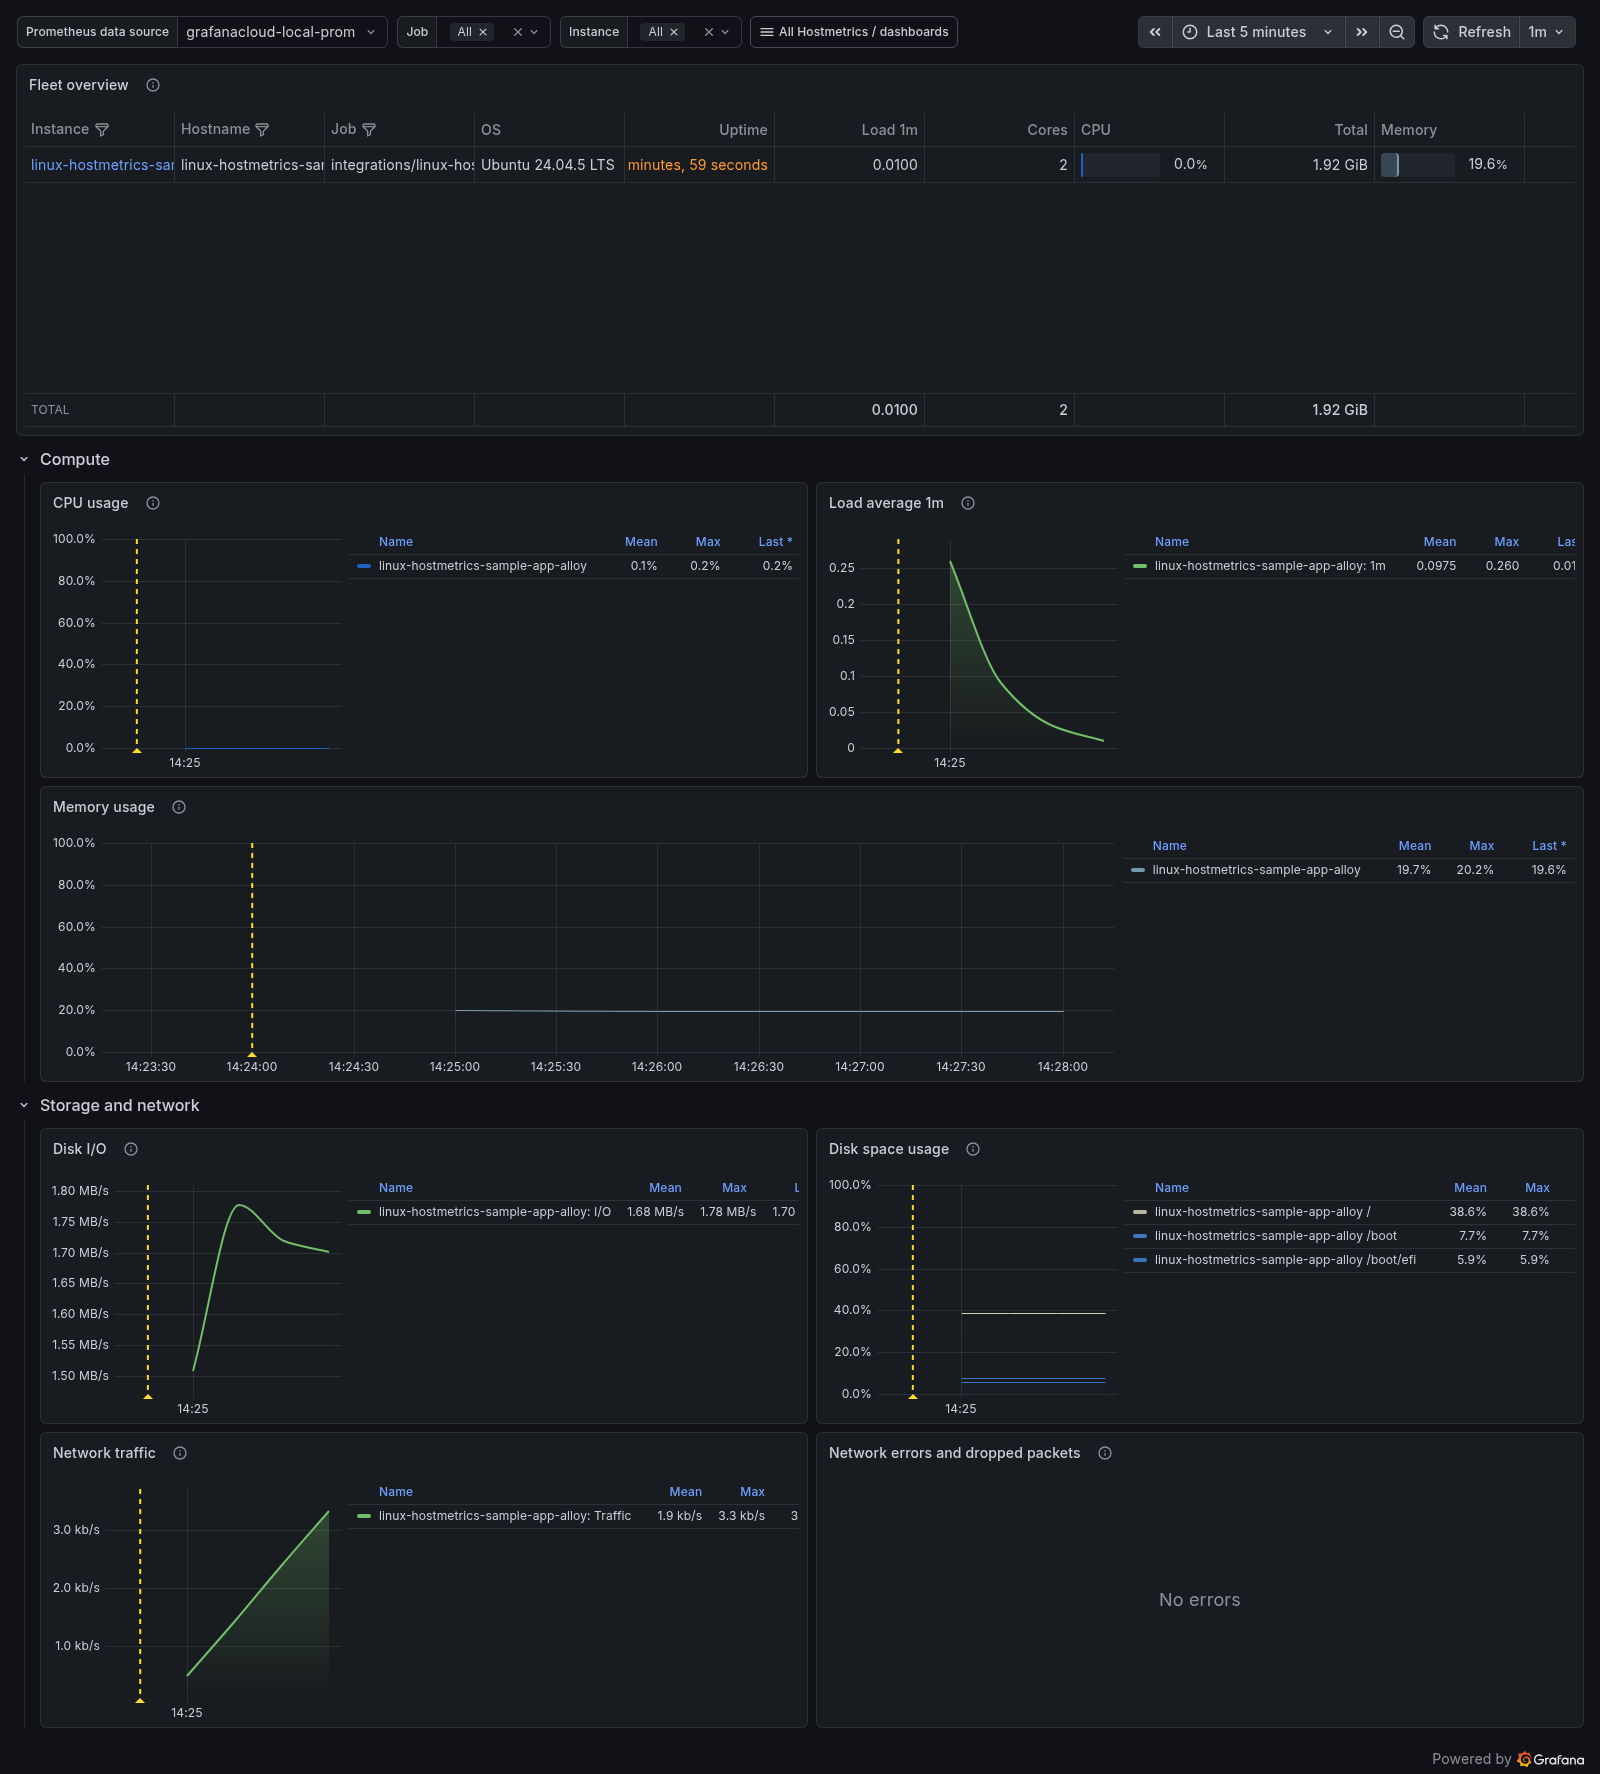 Prometheus data source grafanacloud-local-prom Job All Instance All All Hostmetrics / dashboards Last 5 minutes Refresh 1m
Fleet overview
Instance Hostname Job OS Uptime Load 1m Cores CPU Total Memory
linux-hostmetrics-sar linux-hostmetrics-sar integrations/linux-hos Ubuntu 24.04.5 LTS minutes, 59 seconds 0.0100 2 0.0% 1.92 GiB 19.6%
TOTAL 0.0100 2 1.92 GiB
Compute
CPU usage
100.0%
80.0%
60.0%
40.0%
20.0%
0.0%
14:25
Name Mean Max Last *
linux-hostmetrics-sample-app-alloy 0.1% 0.2% 0.2%
Load average 1m
0.25
0.2
0.15
0.1
0.05
0
14:25
Name Mean Max Las
linux-hostmetrics-sample-app-alloy: 1m 0.0975 0.260 0.01
Memory usage
100.0%
80.0%
60.0%
40.0%
20.0%
0.0%
14:23:30 14:24:00 14:24:30 14:25:00 14:25:30 14:26:00 14:26:30 14:27:00 14:27:30 14:28:00
Name Mean Max Last *
linux-hostmetrics-sample-app-alloy 19.7% 20.2% 19.6%
Storage and network
Disk I/O
1.80 MB/s
1.75 MB/s
1.70 MB/s
1.65 MB/s
1.60 MB/s
1.55 MB/s
1.50 MB/s
14:25
Name Mean Max L
linux-hostmetrics-sample-app-alloy: I/O 1.68 MB/s 1.78 MB/s 1.70
Disk space usage
100.0%
80.0%
60.0%
40.0%
20.0%
0.0%
14:25
Name Mean Max
linux-hostmetrics-sample-app-alloy / 38.6% 38.6%
linux-hostmetrics-sample-app-alloy /boot 7.7% 7.7%
linux-hostmetrics-sample-app-alloy /boot/efi 5.9% 5.9%
Network traffic
3.0 kb/s
2.0 kb/s
1.0 kb/s
14:25
Name Mean Max
linux-hostmetrics-sample-app-alloy: Traffic 1.9 kb/s 3.3 kb/s 3
Network errors and dropped packets
No errors
Powered by Grafana